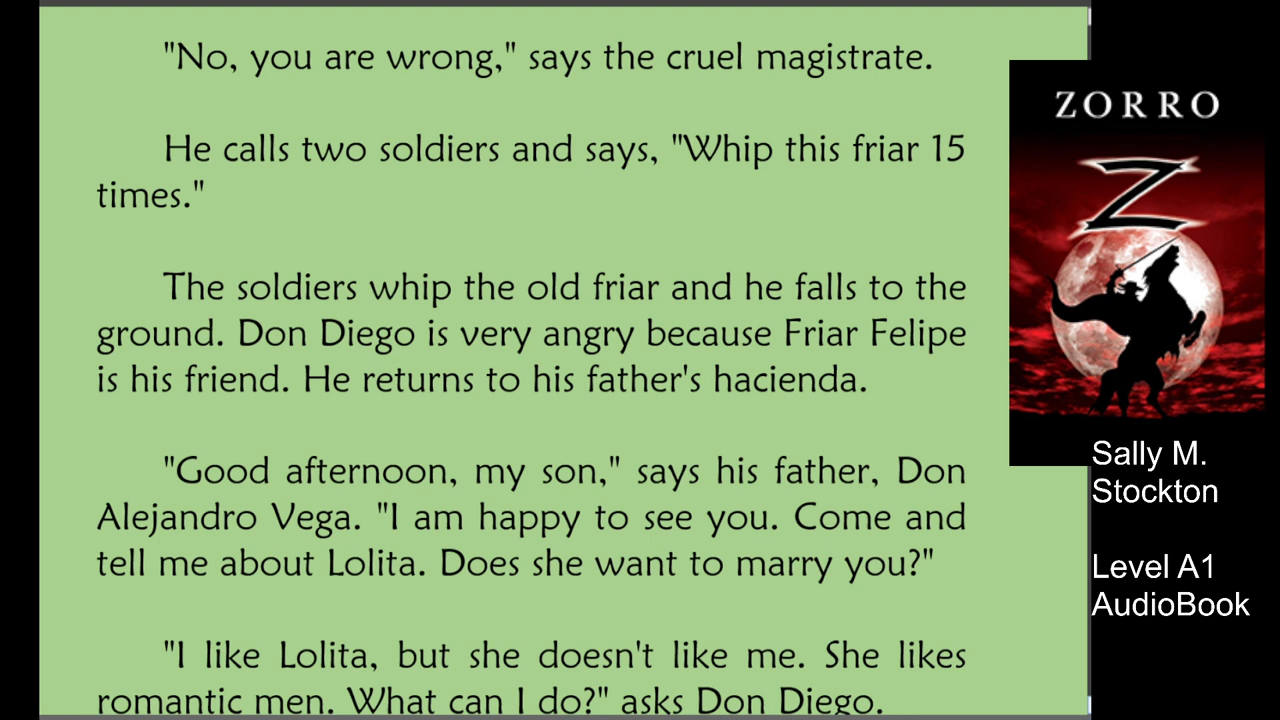 "No, you are wrong," says the cruel magistrate.
He calls two soldiers and says, "Whip this friar 15
times."
The soldiers whip the old friar and he falls to the
ground. Don Diego is very angry because Friar Felipe
is his friend. He returns to his father's hacienda.
"Good afternoon, my son," says his father, Don
Alejandro Vega. "I am happy to see you. Come and
tell me about Lolita. Does she want to marry you?"
"I like Lolita, but she doesn't like me. She likes
romantic men. What can I do?" asks Don Diego.
ZORRO
Z
Sally M.
Stockton
Level A1
AudioBook